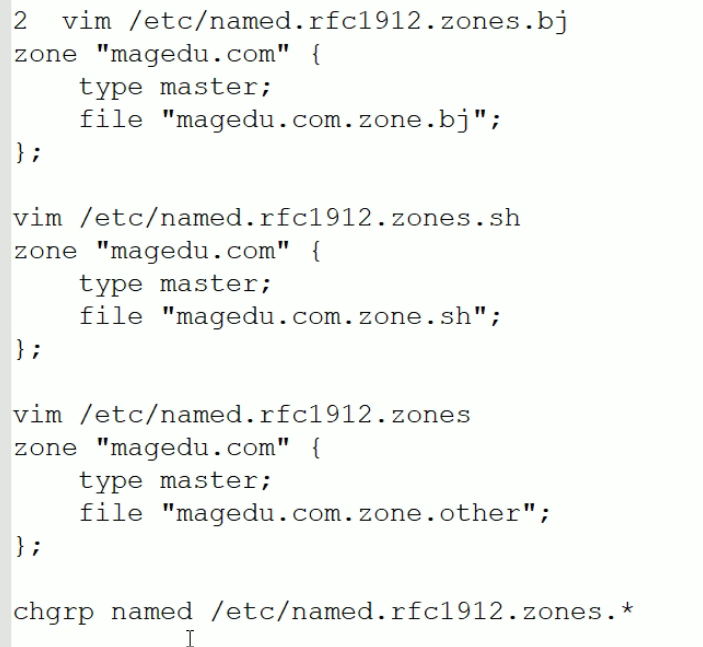 2  vim /etc/named.rfc1912.zones.bj
zone "magedu.com" {
    type master;
    file "magedu.com.zone.bj";
};
vim /etc/named.rfc1912.zones.sh
zone "magedu.com" {
    type master;
    file "magedu.com.zone.sh";
};
vim /etc/named.rfc1912.zones
zone "magedu.com" {
    type master;
    file "magedu.com.zone.other";
};
chgrp named /etc/named.rfc1912.zones.*